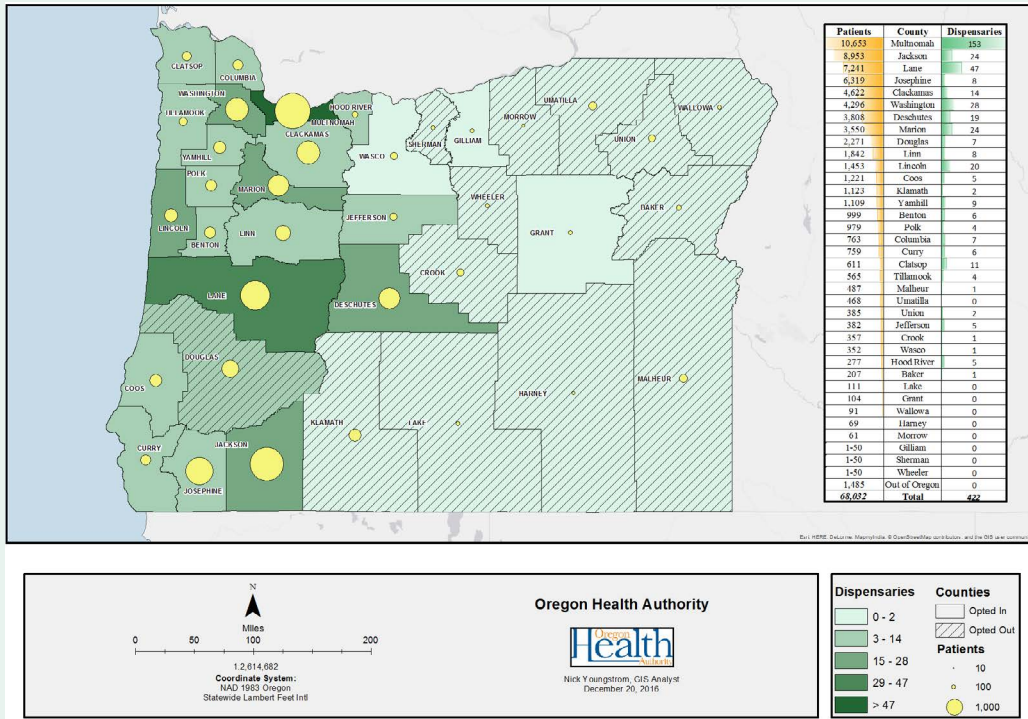 CLATSOP
COLUMBIA
WASHINGTON
TILLAMOOK
HOOD RIVER
MULTNOMAH
CLACKAMAS
YAMHILL
POLK
MARION
WASCO
SHERMAN
GILLIAM
MORROW
UMATILLA
UNION
WALLOWA
LINCOLN
BENTON
LINN
JEFFERSON
WHEELER
GRANT
BAKER
CROOK
LANE
DESCHUTES
DOUGLAS
COOS
CURRY
JOSEPHINE
JACKSON
KLAMATH
LAKE
HARNEY
MALHEUR
Patients County Dispensaries
10,653 Multnomah 153
8,953 Jackson 24
7,241 Lane 47
6,319 Josephine 8
4,622 Clackamas 14
4,296 Washington 28
3,808 Deschutes 19
3,550 Marion 24
2,271 Douglas 7
1,842 Linn 8
1,453 Lincoln 20
1,221 Coos 5
1,123 Klamath 2
1,109 Yamhill 9
999 Benton 6
979 Polk 4
763 Columbia 7
759 Curry 6
611 Clatsop 11
565 Tillamook 4
487 Malheur 1
468 Umatilla 0
385 Union 2
382 Jefferson 5
357 Crook 1
352 Wasco 1
277 Hood River 5
207 Baker 1
111 Lake 0
104 Grant 0
91 Wallowa 0
69 Harney 0
61 Morrow 0
1-50 Gilliam 0
1-50 Sherman 0
1-50 Wheeler 0
1,485 Out of Oregon 0
68,032 Total 422
Esri, HERE, DeLorme, MapmyIndia, © OpenStreetMap contributors, and the GIS user
N
Miles
0 50 100 200
1:2,614,682
Coordinate System:
NAD 1983 Oregon
Statewide Lambert Feet Intl
Oregon Health Authority
Oregon
Health
Authority
Nick Youngstrom, GIS Analyst
December 20, 2016
Dispensaries
0 - 2
3 - 14
15 - 28
29 - 47
> 47
Counties
Opted In
Opted Out
Patients
10
100
1,000